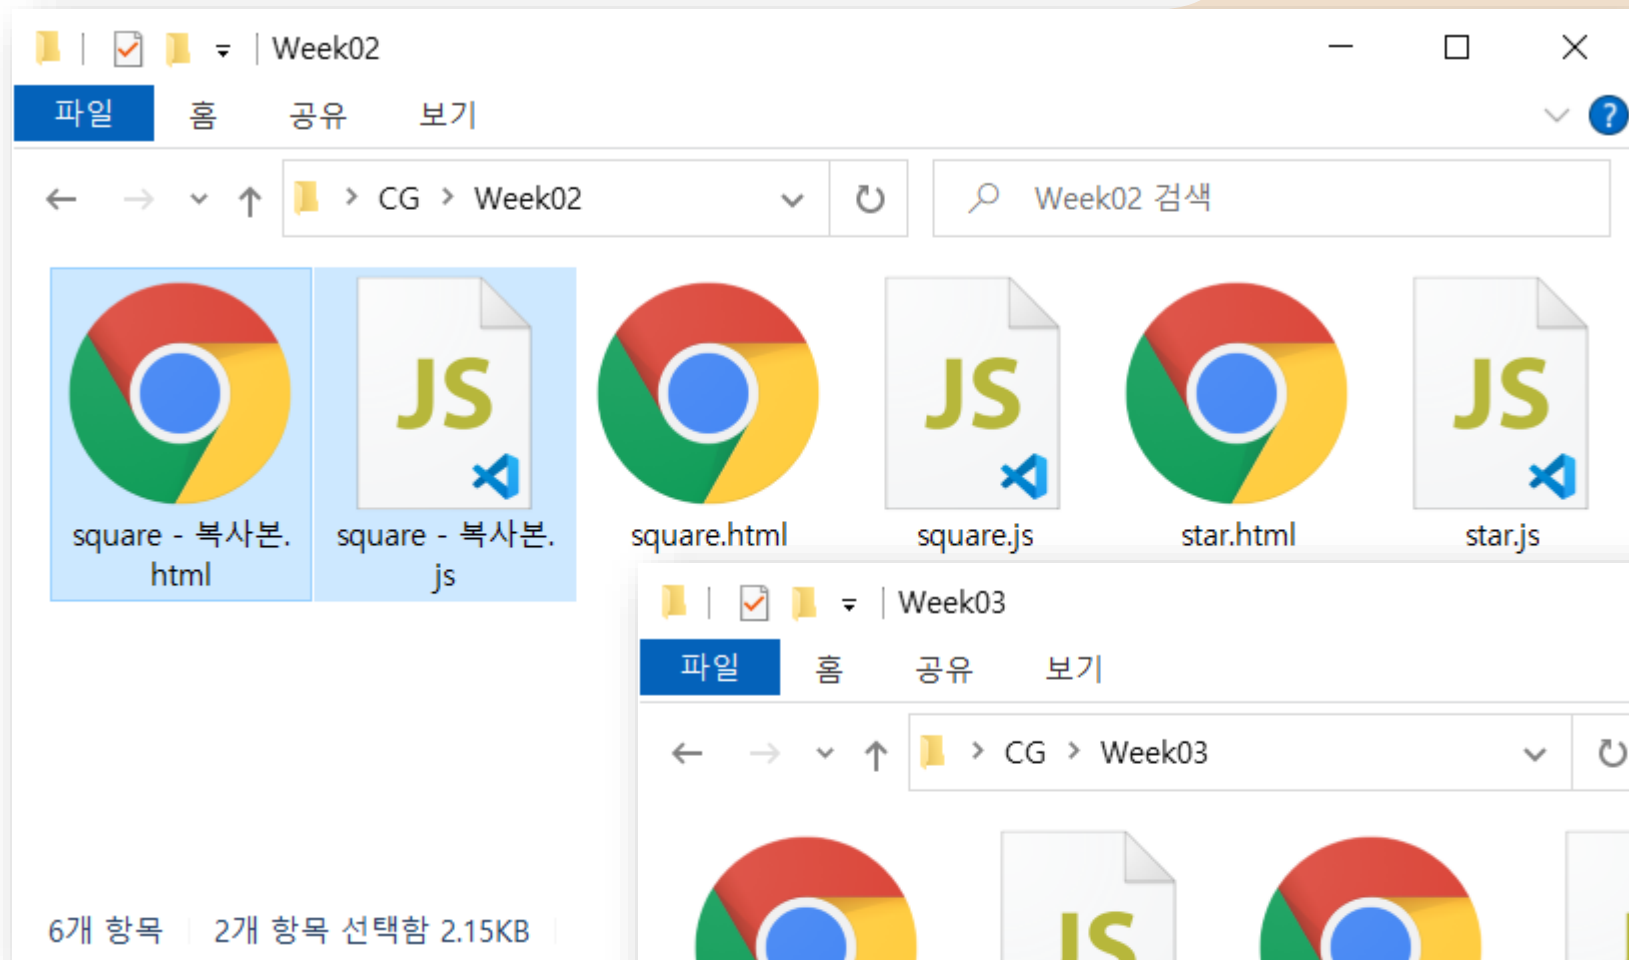 Week02
파일 홈 공유 보기
?
CG Week02
Week02 검색
JS
JS
JS
square - 복사본.
html
square - 복사본.
js
square.html
square.js
star.html
star.js
6개 항목 2개 항목 선택함 2.15KB
Week03
파일 홈 공유 보기
CG Week03
JS